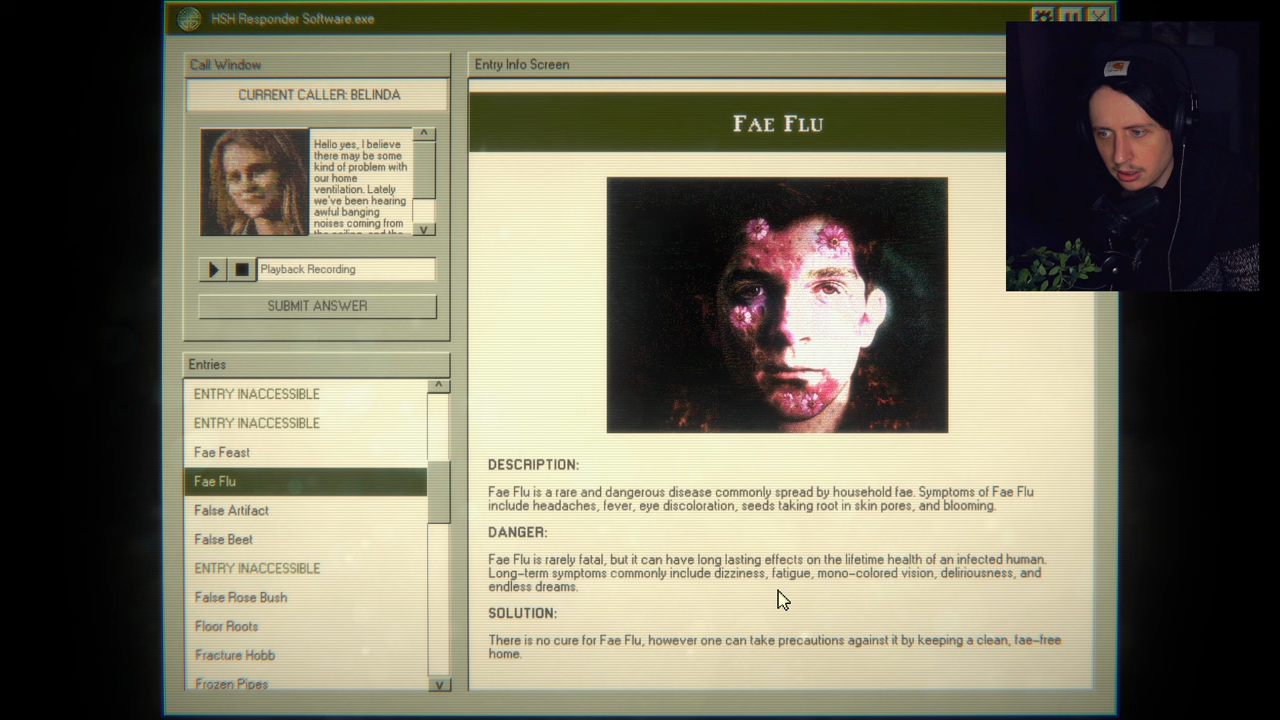 HSH Responder Software.exe
Call Window
CURRENT CALLER: BELINDA
Hello yes, I believe
there may be some
kind of problem with
our home
ventilation. Lately
we've been hearing
awful banging
noises coming from
the ceiling, and the
Playback Recording
SUBMIT ANSWER
Entries
ENTRY INACCESSIBLE
ENTRY INACCESSIBLE
Fae Feast
Fae Flu
False Artifact
False Beet
ENTRY INACCESSIBLE
False Rose Bush
Floor Roots
Fracture Hobb
Frozen Pipes
Entry Info Screen
FAE FLU
DESCRIPTION:
Fae Flu is a rare and dangerous disease commonly spread by household fae. Symptoms of Fae Flu
include headaches, fever, eye discoloration, seeds taking root in skin pores, and blooming.
DANGER:
Fae Flu is rarely fatal, but it can have long lasting effects on the lifetime health of an infected human.
Long-term symptoms commonly include dizziness, fatigue, mono-colored vision, deliriousness, and
endless dreams.
SOLUTION:
There is no cure for Fae Flu, however one can take precautions against it by keeping a clean, fae-free
home.